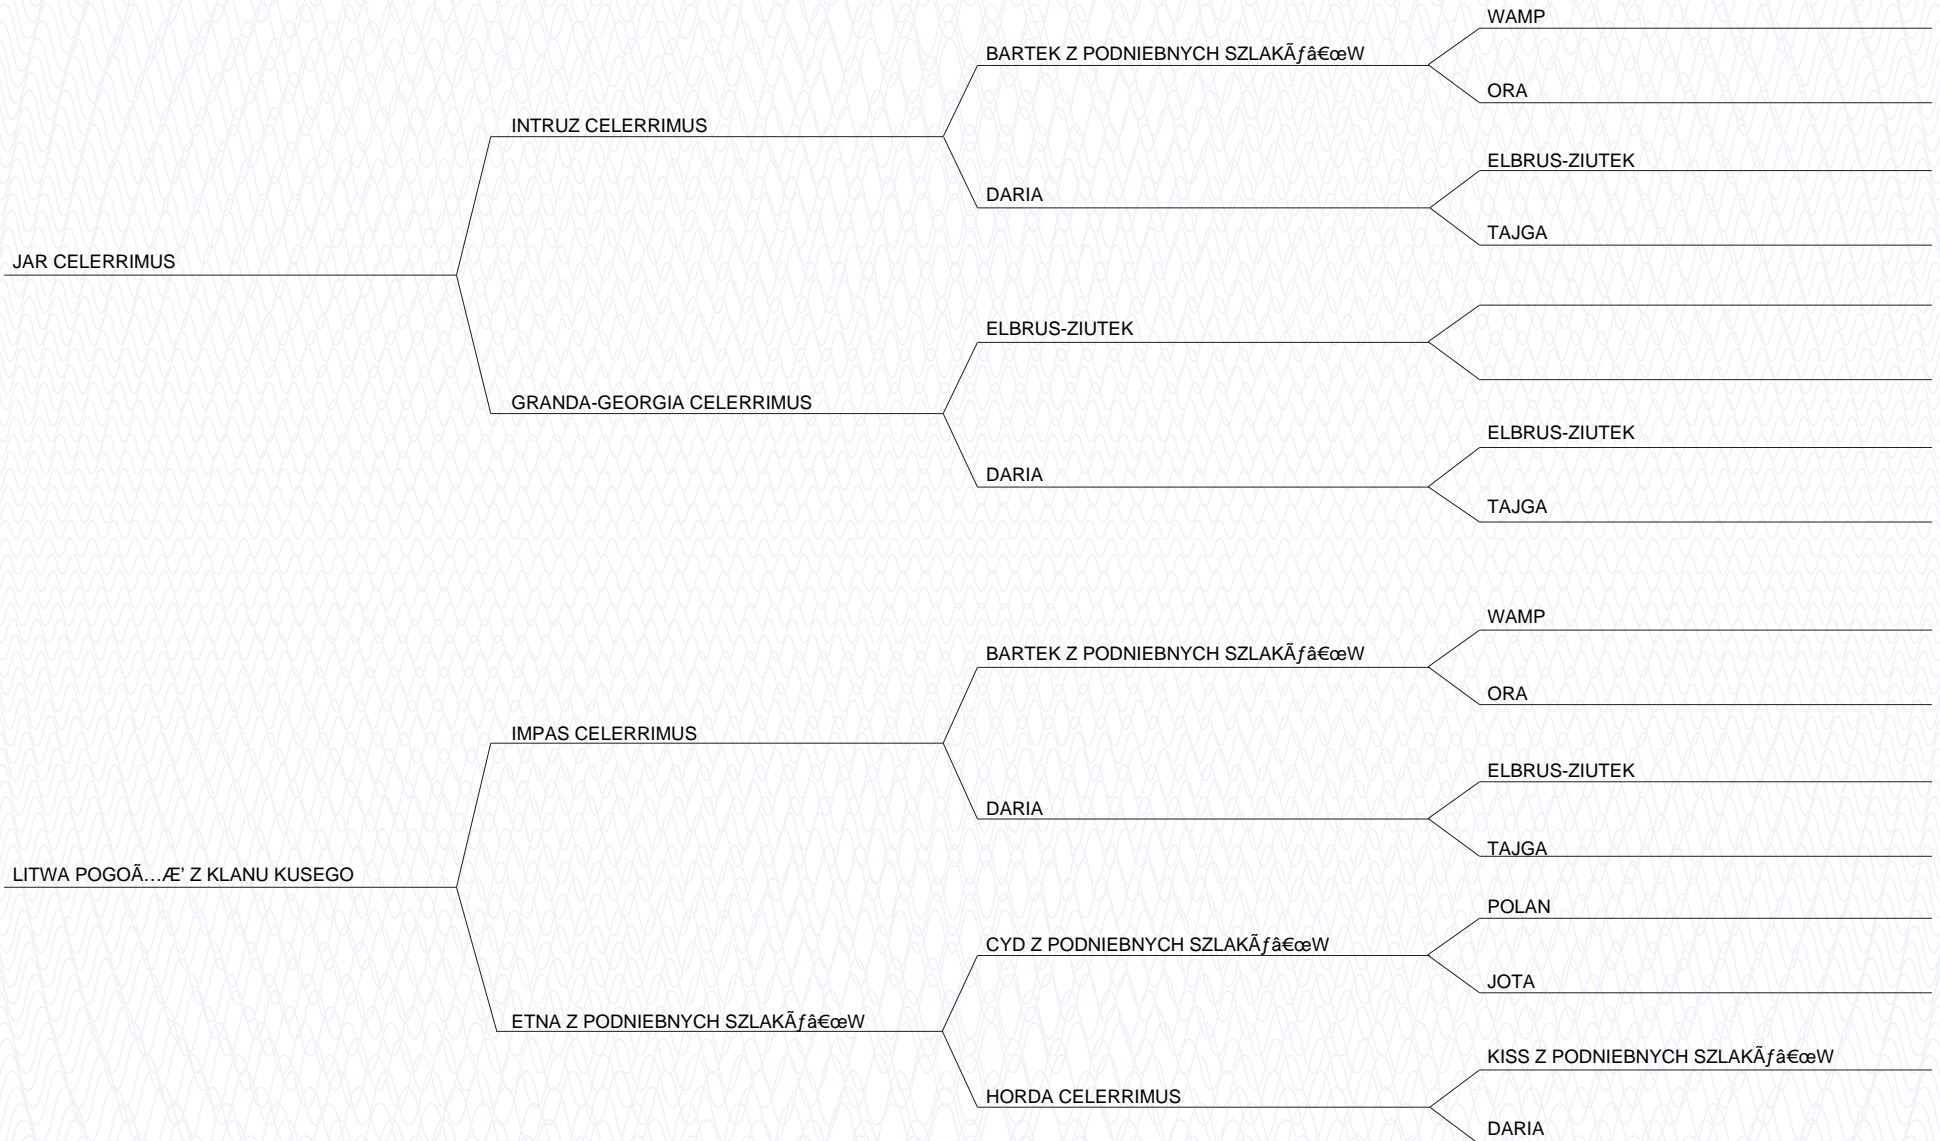 WAMP
BARTEK Z PODNIEBNYCH SZLAKÃƒâ€œW
ORA
INTRUZ CELERRIMUS
ELBRUS-ZIUTEK
DARIA
TAJGA
JAR CELERRIMUS
ELBRUS-ZIUTEK
GRANDA-GEORGIA CELERRIMUS
ELBRUS-ZIUTEK
DARIA
TAJGA
WAMP
BARTEK Z PODNIEBNYCH SZLAKÃƒâ€œW
ORA
IMPAS CELERRIMUS
ELBRUS-ZIUTEK
DARIA
TAJGA
LITWA POGOÃ…Æ’ Z KLANU KUSEGO
POLAN
CYD Z PODNIEBNYCH SZLAKÃƒâ€œW
JOTA
ETNA Z PODNIEBNYCH SZLAKÃƒâ€œW
KISS Z PODNIEBNYCH SZLAKÃƒâ€œW
HORDA CELERRIMUS
DARIA